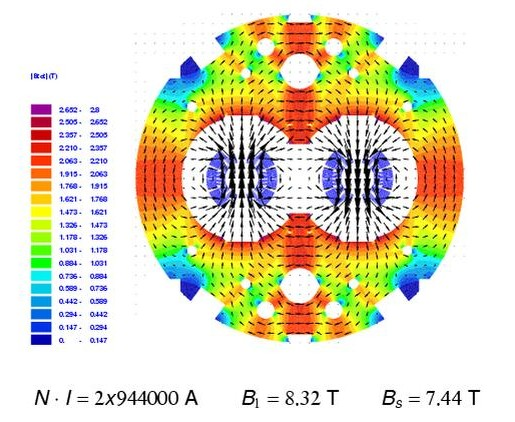 |Btot| (T)
2.652 - 2.8
2.505 - 2.652
2.357 - 2.505
2.210 - 2.357
2.063 - 2.210
1.915 - 2.063
1.768 - 1.915
1.621 - 1.768
1.473 - 1.621
1.326 - 1.473
1.178 - 1.326
1.031 - 1.178
0.884 - 1.031
0.736 - 0.884
0.589 - 0.736
0.442 - 0.589
0.294 - 0.442
0.147 - 0.294
0. - 0.147
N · I = 2x944000 A B₁ = 8.32 T Bₛ = 7.44 T